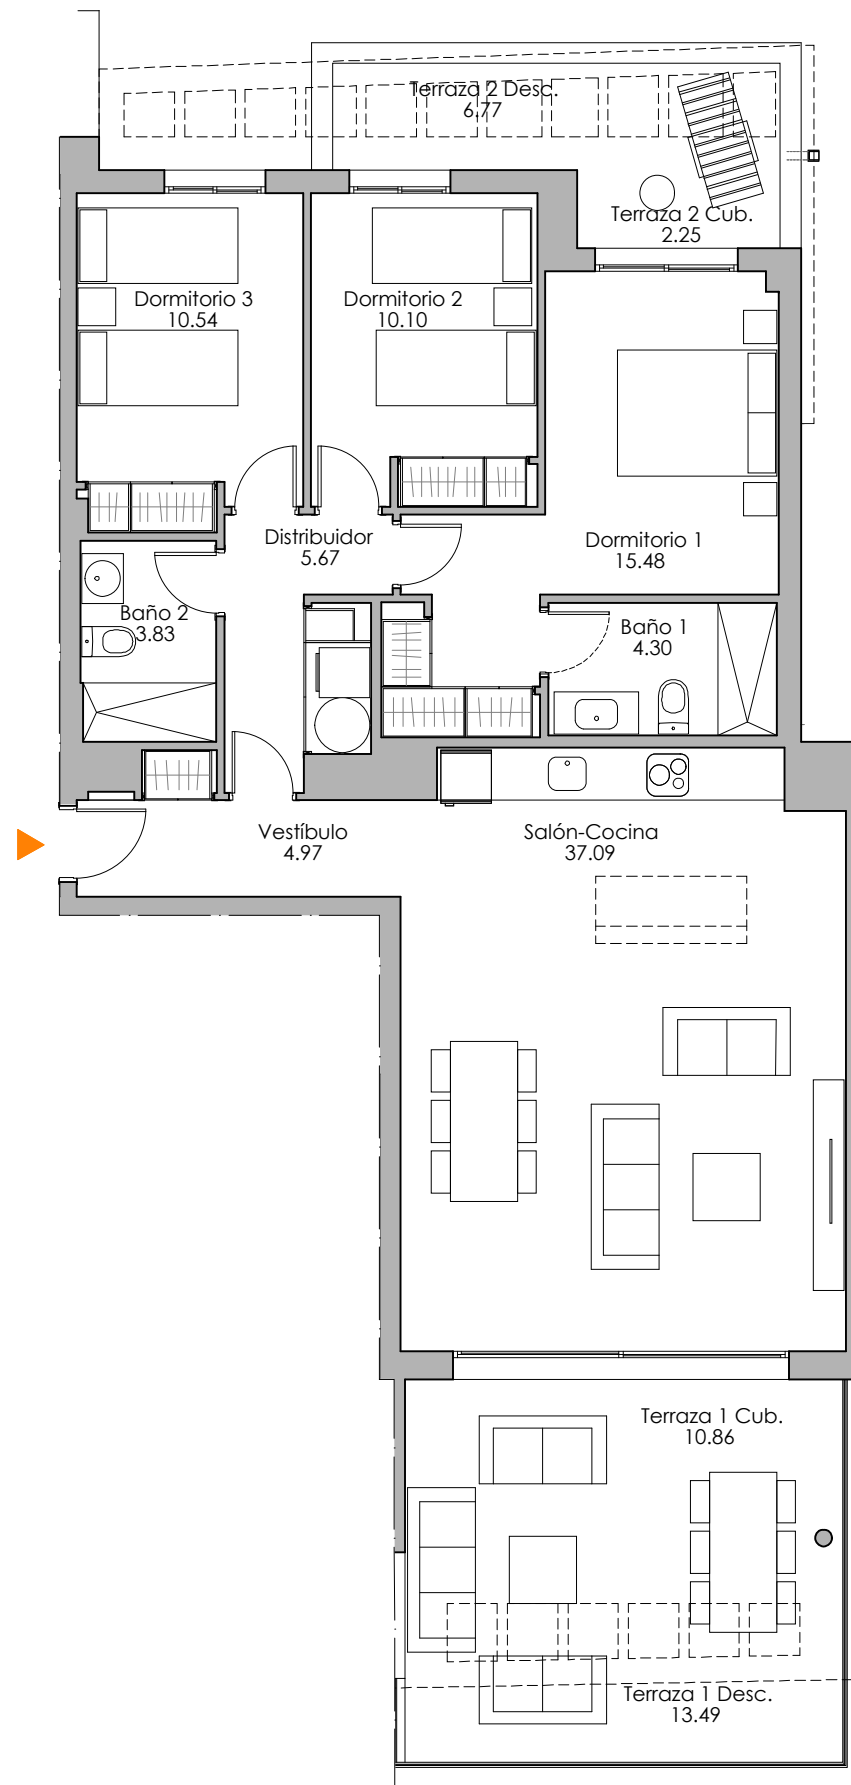 Terraza 2 Desc.
6.77
Terraza 2 Cub.
2.25
Dormitorio 3
10.54
Dormitorio 2
10.10
Distribuidor
5.67
Dormitorio 1
15.48
Baño 2
3.83
Baño 1
4.30
Vestíbulo
4.97
Salón-Cocina
37.09
Terraza 1 Cub.
10.86
Terraza 1 Desc.
13.49